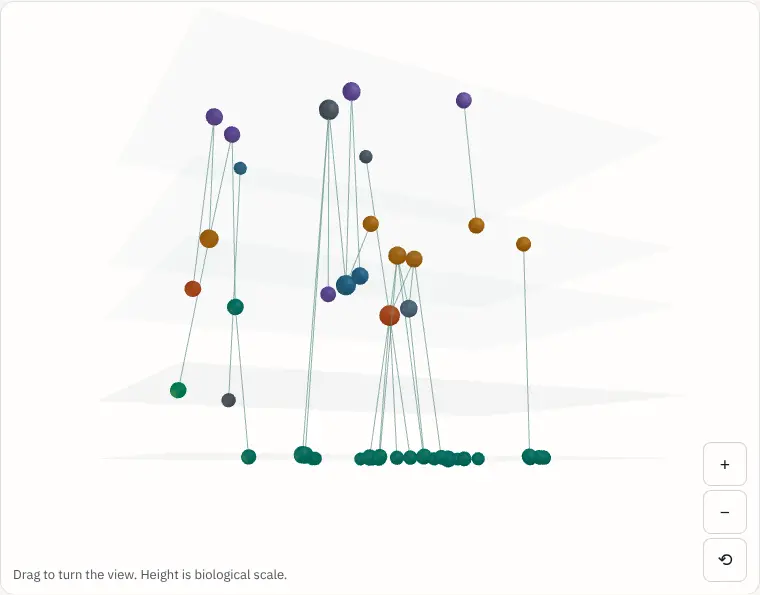 +
−
⟲
Drag to turn the view. Height is biological scale.